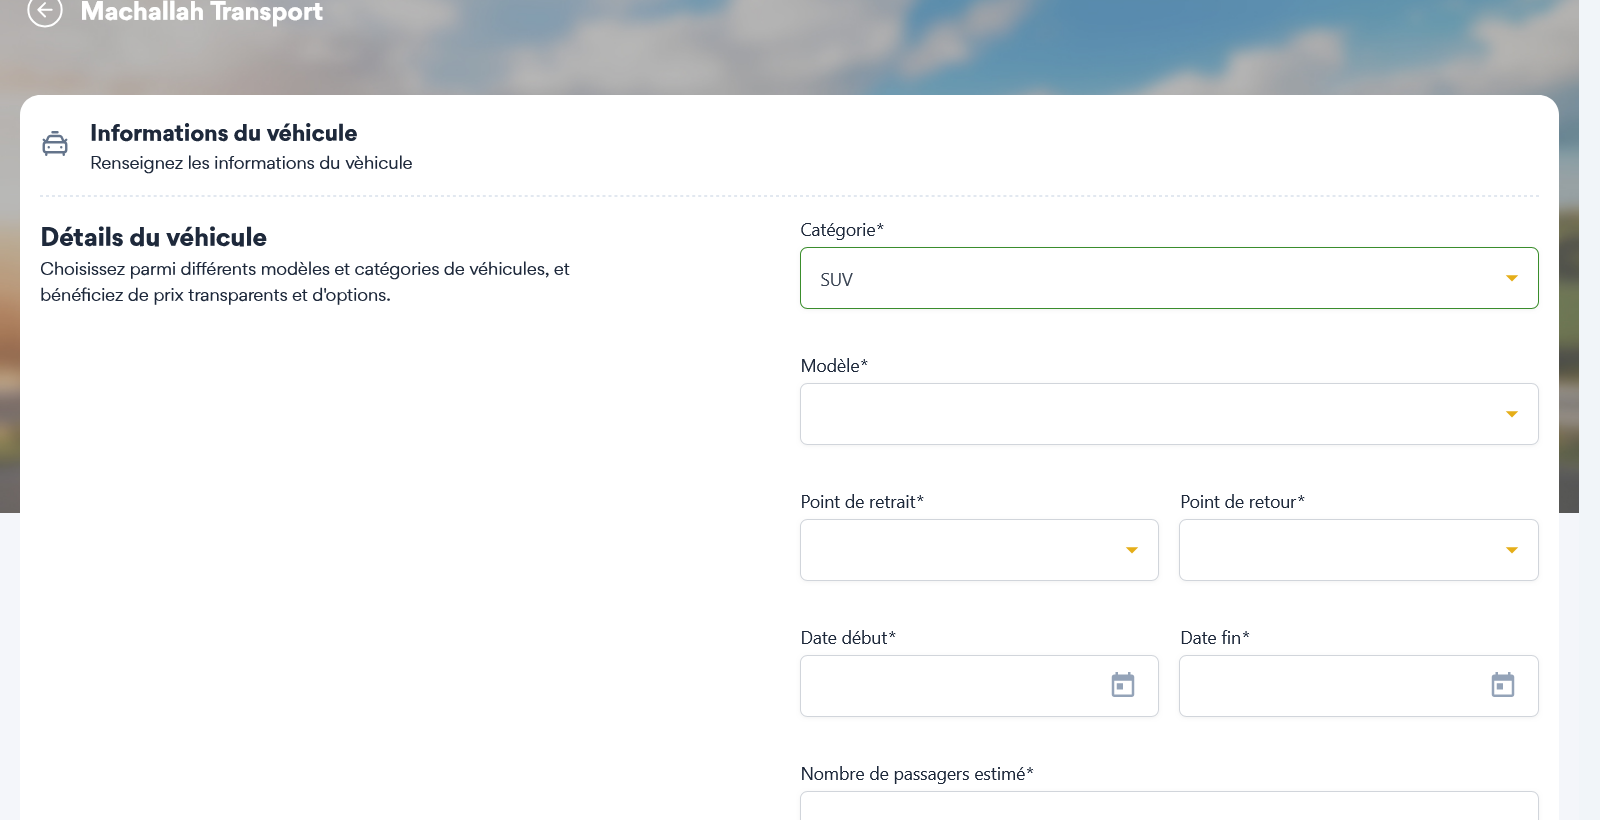 Machallah Transport
Informations du véhicule
Renseignez les informations du vèhicule
Détails du véhicule
Choisissez parmi différents modèles et catégories de véhicules, et
bénéficiez de prix transparents et d'options.
Catégorie*
SUV
Modèle*
Point de retrait*
Point de retour*
Date début*
Date fin*
Nombre de passagers estimé*